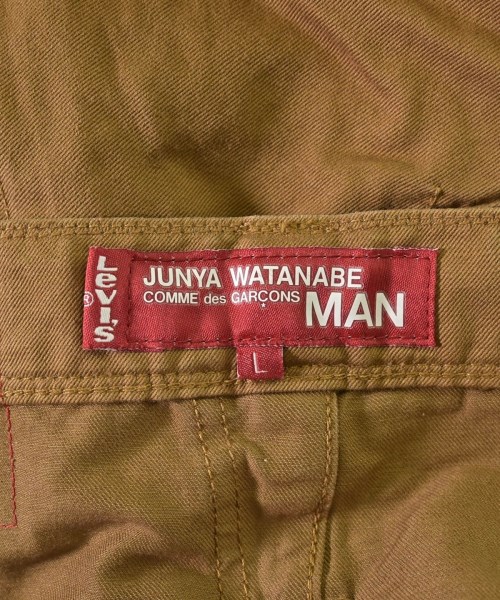 LEVI'S
®
JUNYA WATANABE
COMME des GARÇONS MAN
L